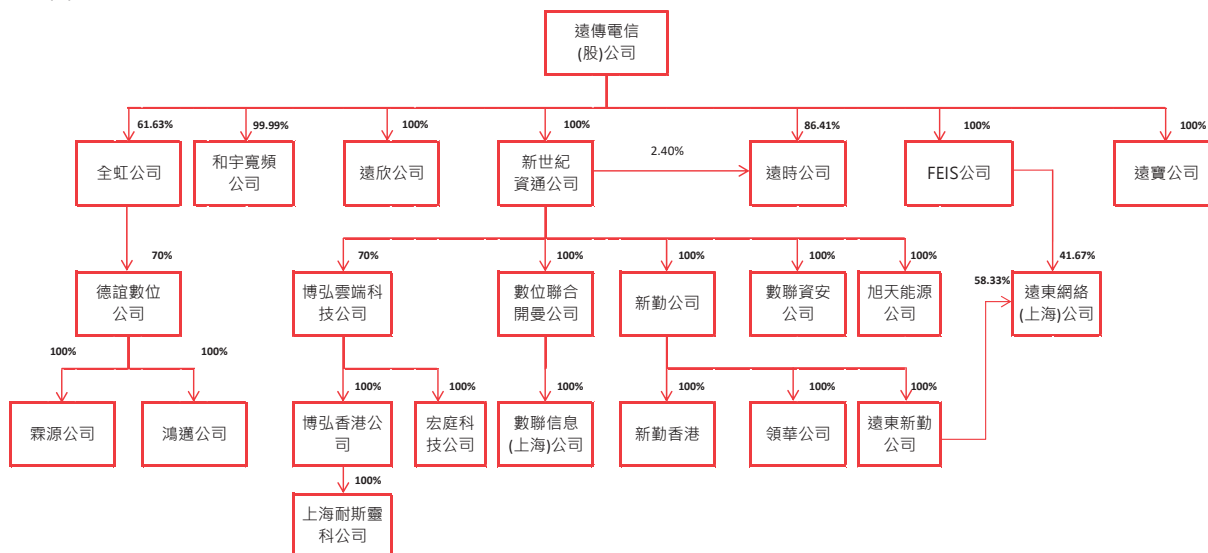 遠傳電信
(股)公司
61.63%
99.99%
100%
100%
86.41%
100%
100%
全虹公司
和宇寬頻
公司
遠欣公司
新世紀
資通公司
2.40%
遠時公司
FEIS公司
遠寶公司
70%
70%
100%
100%
100%
100%
41.67%
58.33%
德誼數位
公司
博弘雲端科
技公司
數位聯合
開曼公司
新勤公司
數聯資安
公司
旭天能源
公司
遠東網絡
(上海)公司
100%
100%
100%
100%
100%
100%
100%
100%
霖源公司
鴻邁公司
博弘香港公
司
宏庭科
技公司
數聯信息
(上海)公司
新勤香港
領華公司
遠東新勤
公司
100%
上海耐斯靈
科公司